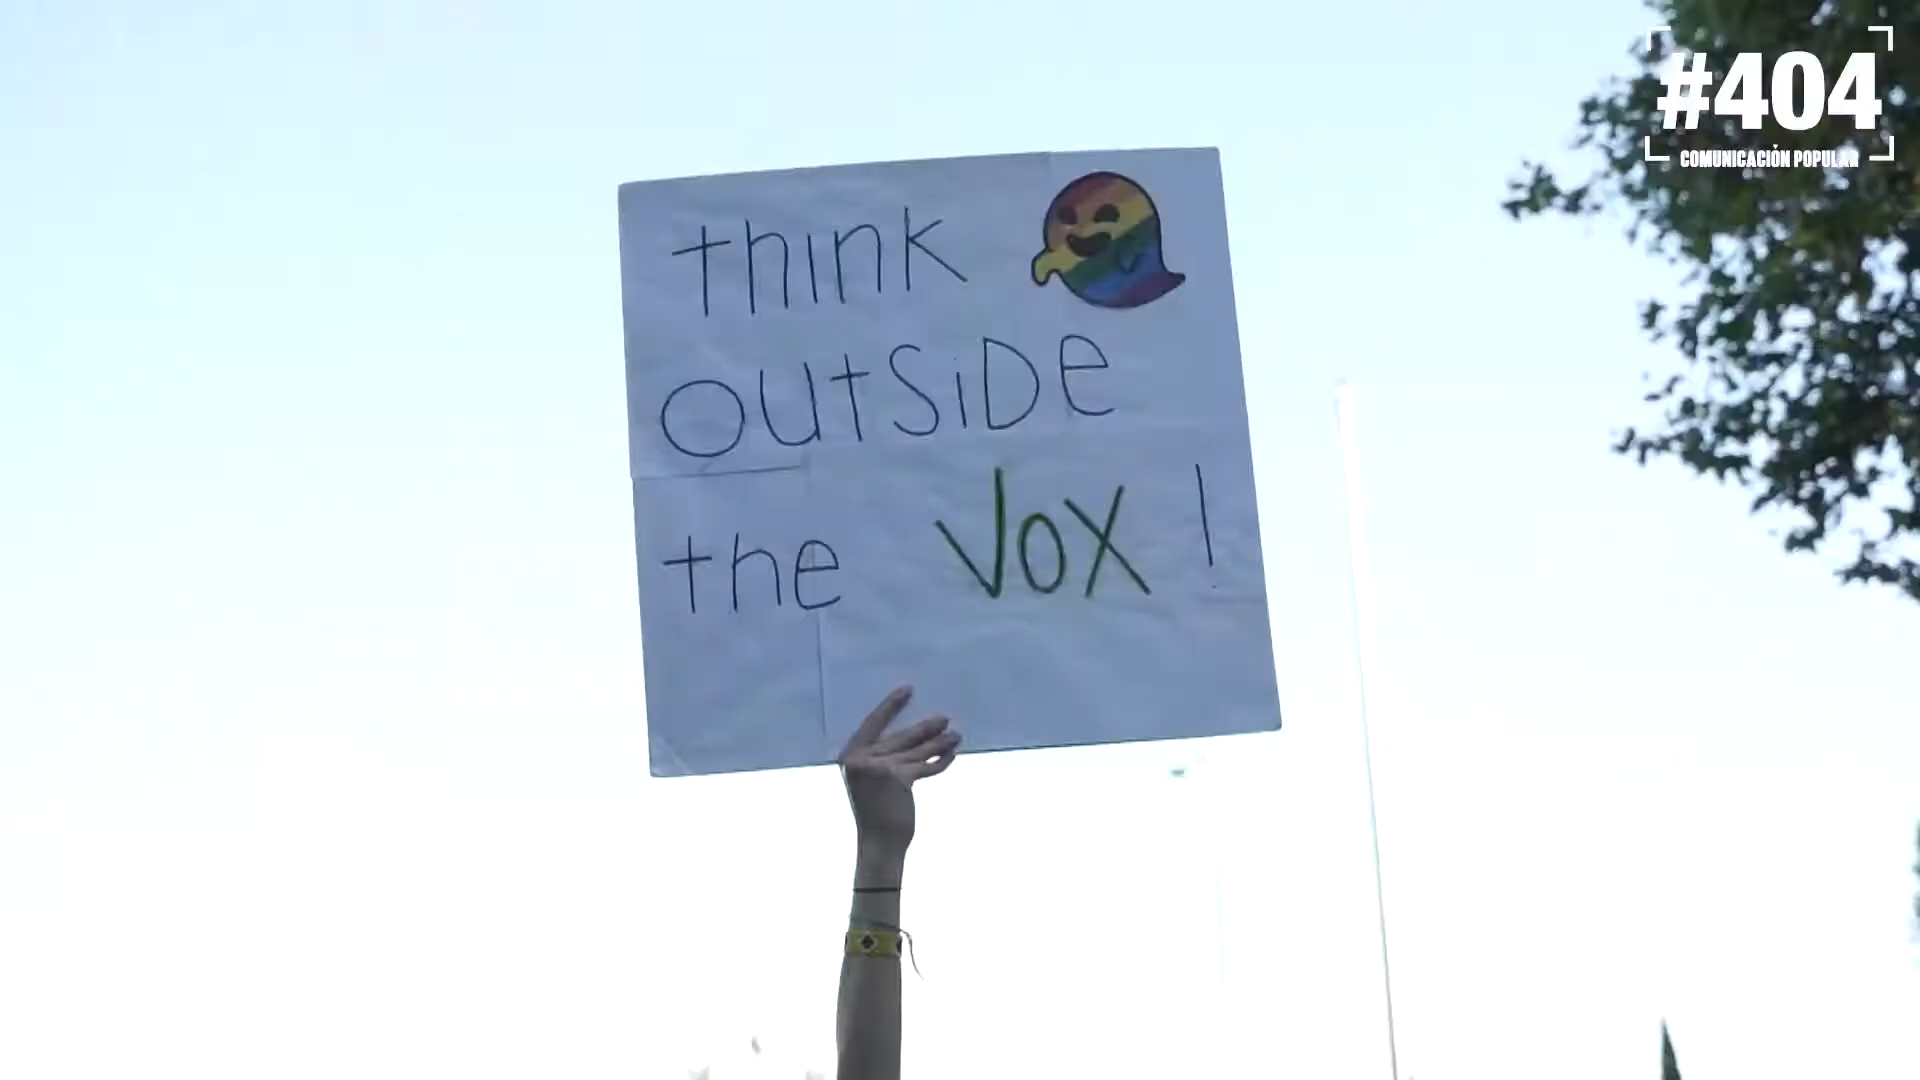 think
outside
the VOX !
#404
COMUNICACIÓN POPULAR